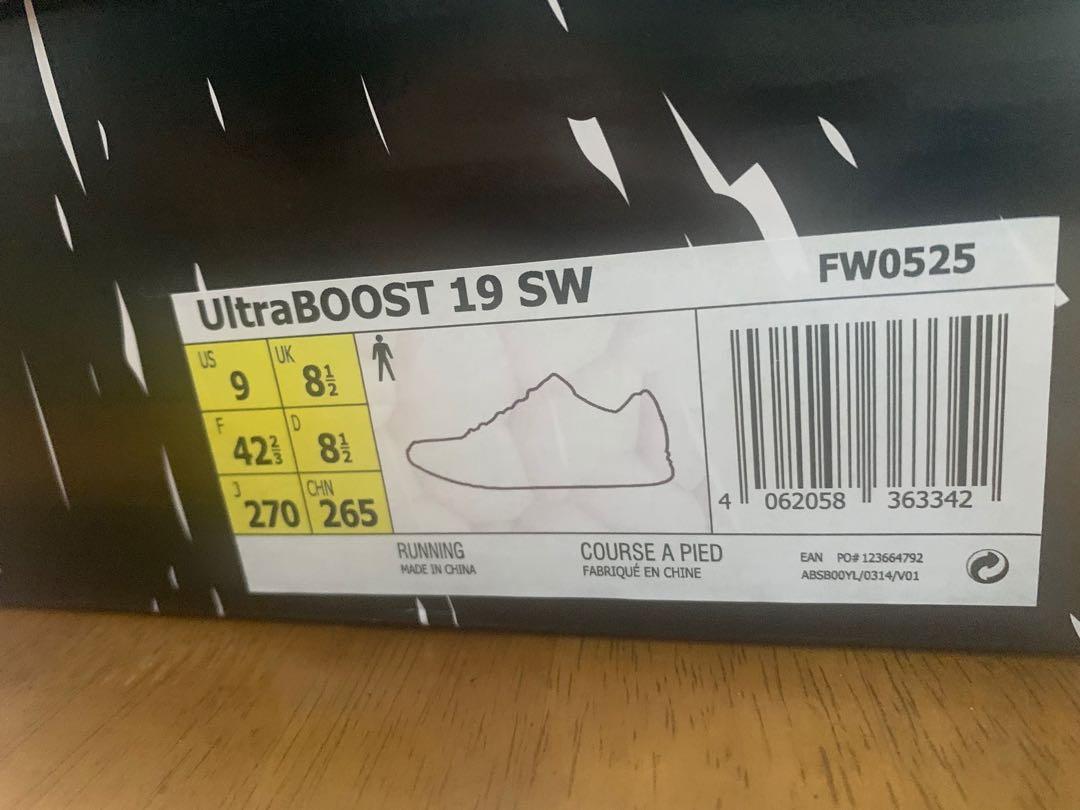 UltraBOOST 19 SW
FW0525
US 9
UK 8½
F 42⅔
D 8½
J 270
CHN 265
4 062058 363342
RUNNING
MADE IN CHINA
COURSE A PIED
FABRIQUÉ EN CHINE
EAN PO# 123664792
ABSB00YL/0314/V01